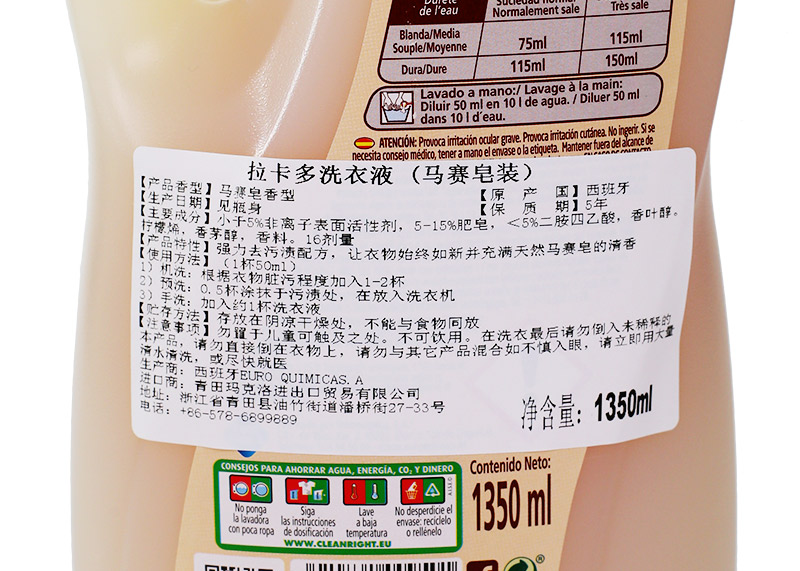 Dureza
de l'eau
Suciedad normal
Normalement sale
Très sale
Blanda/Media
Souple/Moyenne
75ml
115ml
Dura/Dure
115ml
150ml
Lavado a mano:/ Lavage à la main:
Diluir 50 ml en 10 l de agua. / Diluer 50 ml
dans 10 l d'eau.
ATENCIÓN: Provoca irritación ocular grave. Provoca irritación cutánea. No ingerir. Si se
necesita consejo médico, tener a mano el envase o la etiqueta. Mantener fuera del alcance de
拉卡多洗衣液（马赛皂装）
【产品香型】马赛皂香型
【原 产 国】西班牙
【生产日期】见瓶身
【保 质 期】5年
【主要成分】小于5%非离子表面活性剂，5-15%肥皂，＜5%二胺四乙酸，香叶醇。
柠檬烯，香茅醇，香料。16剂量
【产品特性】强力去污渍配方，让衣物始终如新并充满天然马赛皂的清香
【使用方法】（1杯50ml）
1）机洗：根据衣物脏污程度加入1-2杯
2）预洗：0.5杯涂抹于污渍处，在放入洗衣机
3）手洗：加入约1杯洗衣液
【贮存方法】存放在阴凉干燥处，不能与食物同放
【注意事项】勿置于儿童可触及之处。不可饮用。在洗衣最后请勿倒入未稀释的
本产品，请勿直接倒在衣物上，请勿与其它产品混合如不慎入眼，请立即用大量
清水清洗，或尽快就医
生产商：西班牙EURO QUIMICAS.A
进口商：青田玛克洛进出口贸易有限公司
地址：浙江省青田县油竹街道潘桥街27-33号
电话：+86-578-6899889
净含量：1350ml
CONSEJOS PARA AHORRAR AGUA, ENERGÍA, CO₂ Y DINERO
No ponga
la lavadora
con poca ropa
Siga
las instrucciones
de dosificación
Lave
a baja
temperatura
No desperdicie el
envase: recíclelo
o rellénelo
WWW.CLEANRIGHT.EU
Contenido Neto:
1350 ml